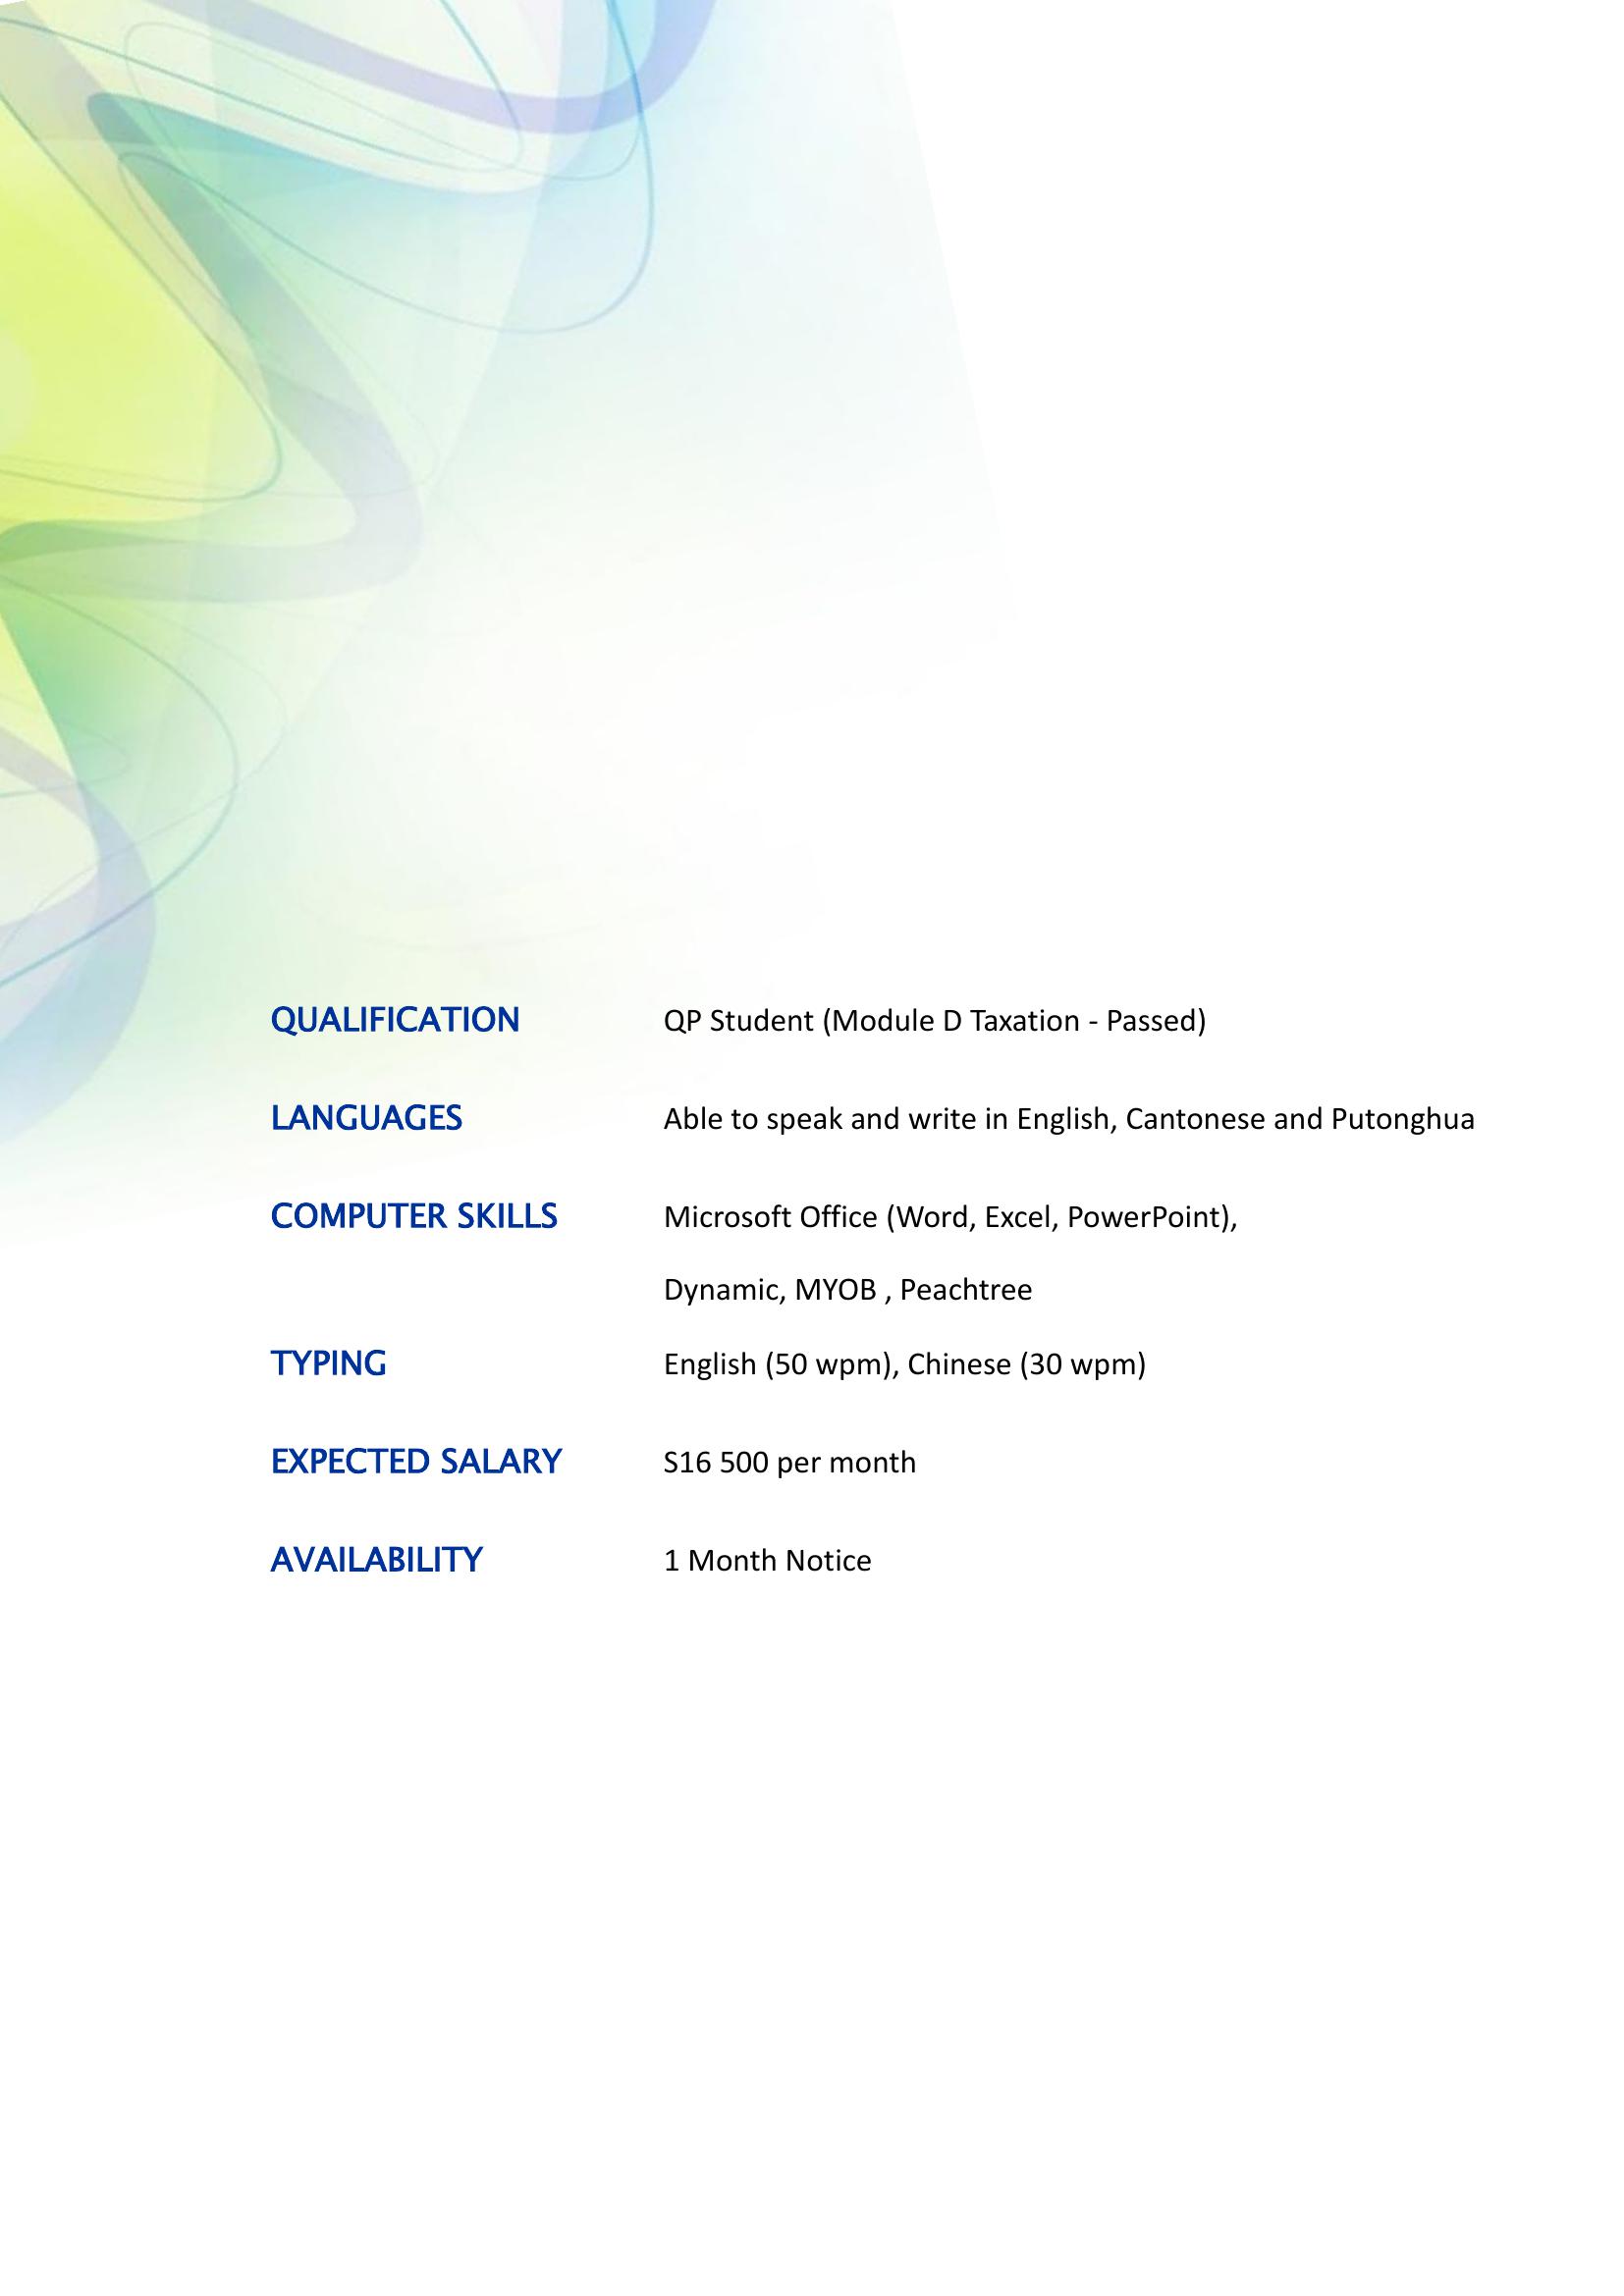 QUALIFICATION QP Student (Module D Taxation - Passed)
LANGUAGES Able to speak and write in English, Cantonese and Putonghua
COMPUTER SKILLS Microsoft Office (Word, Excel, PowerPoint),
Dynamic, MYOB , Peachtree
TYPING English (50 wpm), Chinese (30 wpm)
EXPECTED SALARY S16 500 per month
AVAILABILITY 1 Month Notice